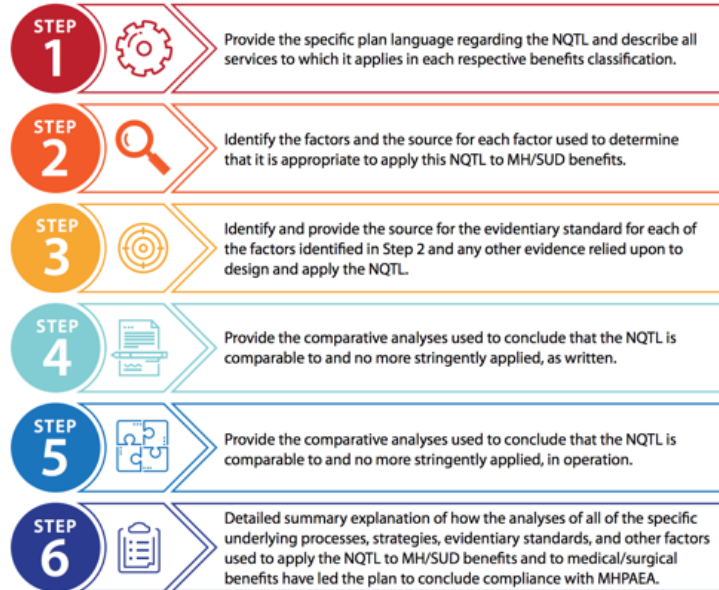 STEP
1
Provide the specific plan language regarding the NQTL and describe all
services to which it applies in each respective benefits classification.
STEP
2
Identify the factors and the source for each factor used to determine
that it is appropriate to apply this NQTL to MH/SUD benefits.
STEP
3
Identify and provide the source for the evidentiary standard for each of
the factors identified in Step 2 and any other evidence relied upon to
design and apply the NQTL.
STEP
4
Provide the comparative analyses used to conclude that the NQTL is
comparable to and no more stringently applied, as written.
STEP
5
Provide the comparative analyses used to conclude that the NQTL is
comparable to and no more stringently applied, in operation.
STEP
6
Detailed summary explanation of how the analyses of all of the specific
underlying processes, strategies, evidentiary standards, and other factors
used to apply the NQTL to MH/SUD benefits and to medical/surgical
benefits have led the plan to conclude compliance with MHPAEA.